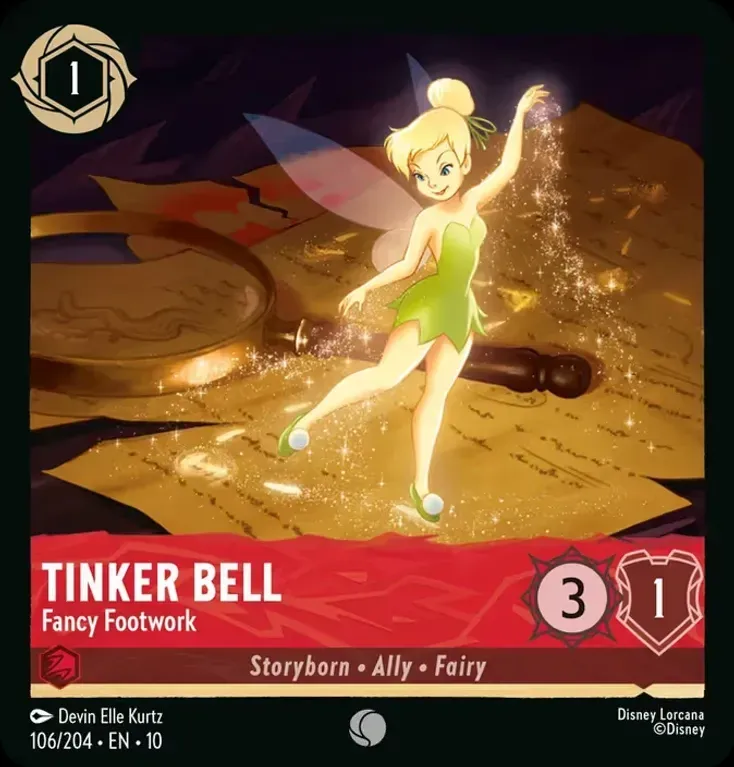 1
TINKER BELL
Fancy Footwork
3
1
Storyborn • Ally • Fairy
Devin Elle Kurtz
106/204 • EN • 10
Disney Lorcana
©Disney